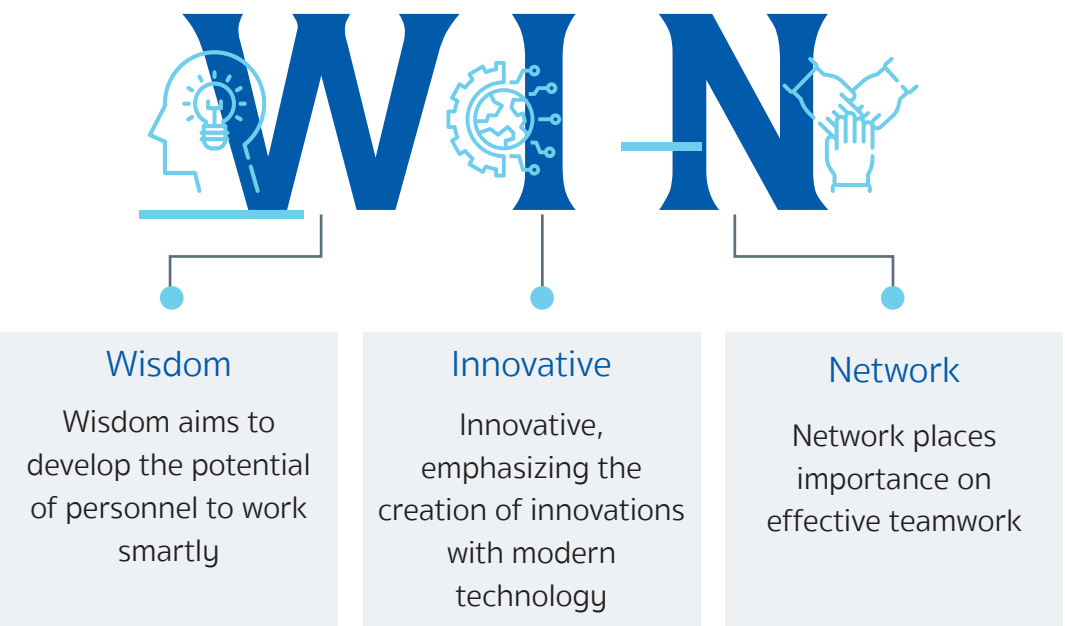 WIN
Wisdom
Wisdom aims to
develop the potential
of personnel to work
smartly
Innovative
Innovative,
emphasizing the
creation of innovations
with modern
technology
Network
Network places
importance on
effective teamwork